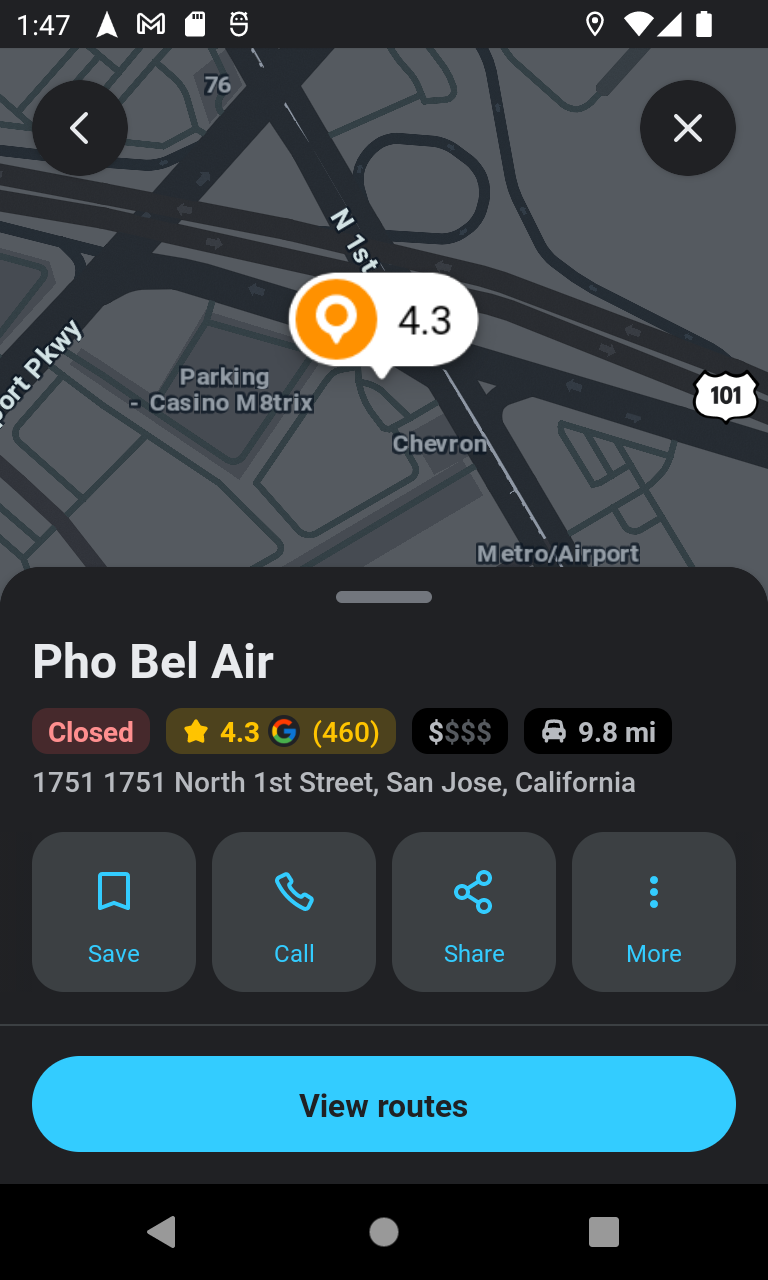 1:47
76
N 1st
4.3
port Pkwy
Parking
- Casino M8trix
101
Chevron
Metro/Airport
Pho Bel Air
Closed 4.3 (460) $$$$ 9.8 mi
1751 1751 North 1st Street, San Jose, California
Save Call Share More
View routes